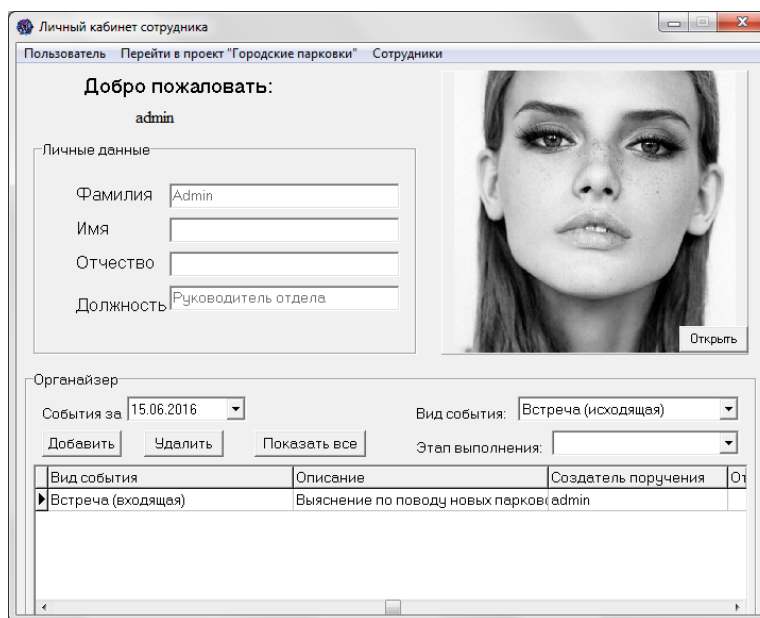 Личный кабинет сотрудника
Пользователь Перейти в проект "Городские парковки" Сотрудники
Добро пожаловать:
admin
Личные данные
Фамилия Admin
Имя
Отчество
Должность Руководитель отдела
Открыть
Органайзер
События за 15.06.2016 Вид события: Встреча (исходящая)
Добавить Удалить Показать все Этап выполнения:
Вид события Описание Создатель поручения От
Встреча (входящая) Выяснение по поводу новых парково admin